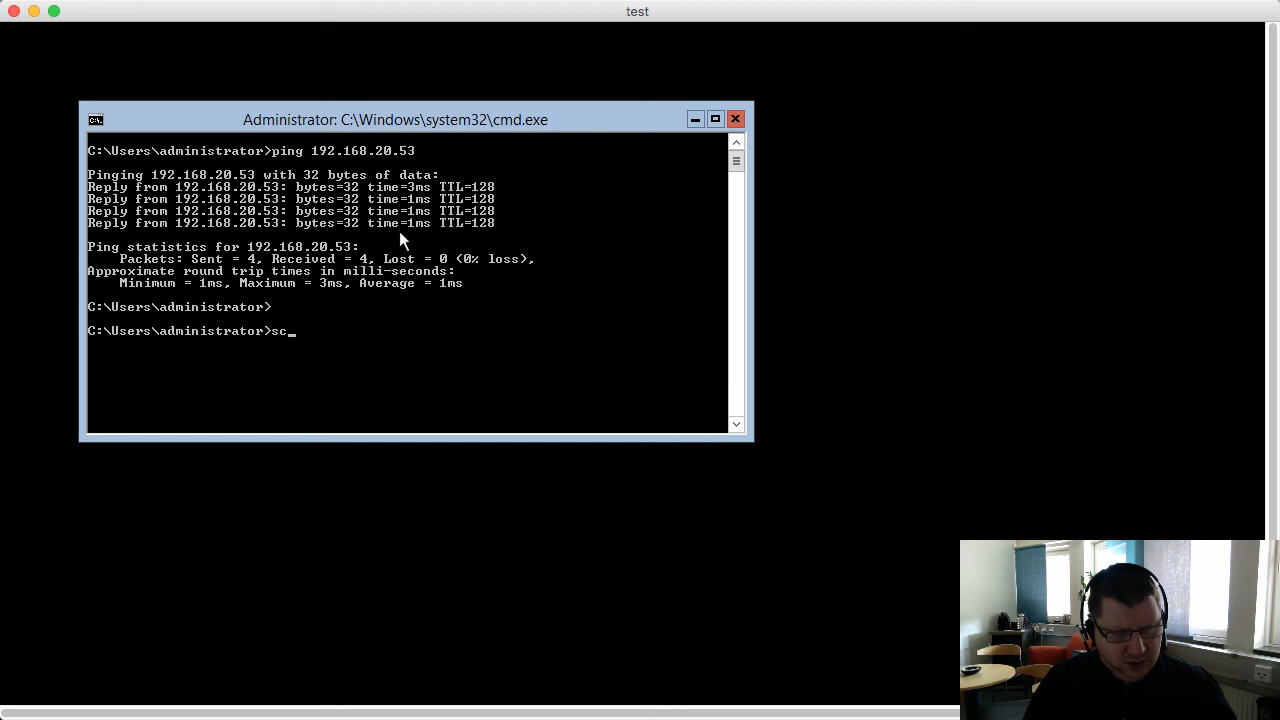 test
Administrator: C:\Windows\system32\cmd.exe
C:\Users\administrator>ping 192.168.20.53
Pinging 192.168.20.53 with 32 bytes of data:
Reply from 192.168.20.53: bytes=32 time=3ms TTL=128
Reply from 192.168.20.53: bytes=32 time=1ms TTL=128
Reply from 192.168.20.53: bytes=32 time=1ms TTL=128
Reply from 192.168.20.53: bytes=32 time=1ms TTL=128
Ping statistics for 192.168.20.53:
Packets: Sent = 4, Received = 4, Lost = 0 (0% loss),
Approximate round trip times in milli-seconds:
Minimum = 1ms, Maximum = 3ms, Average = 1ms
C:\Users\administrator>
C:\Users\administrator>sc_